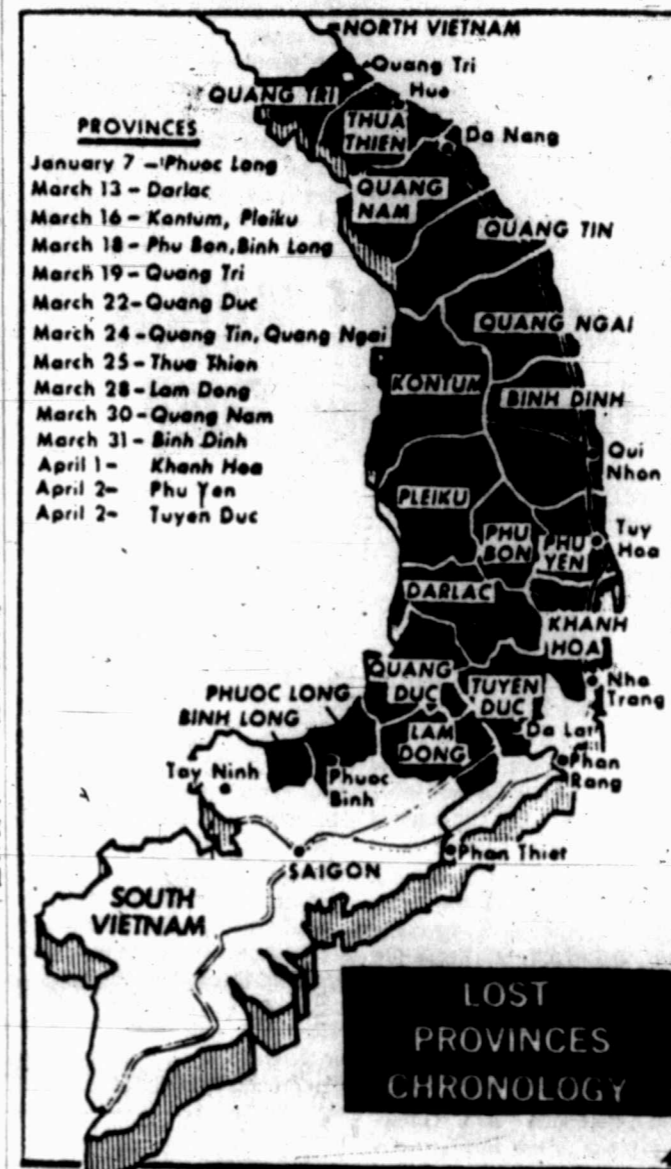 NORTH VIETNAM
Quang Tri
QUANG TRI
Hue
THUA
THIEN
Da Nang
PROVINCES
January 7 - Phuoc Long
March 13 - Darlac
March 16 - Kontum, Pleiku
March 18 - Phu Bon, Binh Long
March 19 - Quang Tri
March 22 - Quang Duc
March 24 - Quang Tin, Quang Ngai
March 25 - Thua Thien
March 28 - Lam Dong
March 30 - Quang Nam
March 31 - Binh Dinh
April 1- Khanh Hoa
April 2- Phu Yen
April 2- Tuyen Duc
QUANG
NAM
QUANG TIN
QUANG NGAI
KONTUM
BINH DINH
Qui
Nhon
PLEIKU
PHU
BON
PHU
YEN
Tuy
Hoa
DARLAC
KHANH
HOA
QUANG
DUC
TUYEN
DUC
Nha
Trang
PHUOC LONG
BINH LONG
LAM
DONG
Da Lat
Tay Ninh
Phuoc
Binh
Phan
Rang
SAIGON
Phan Thiet
SOUTH
VIETNAM
LOST
PROVINCES
CHRONOLOGY